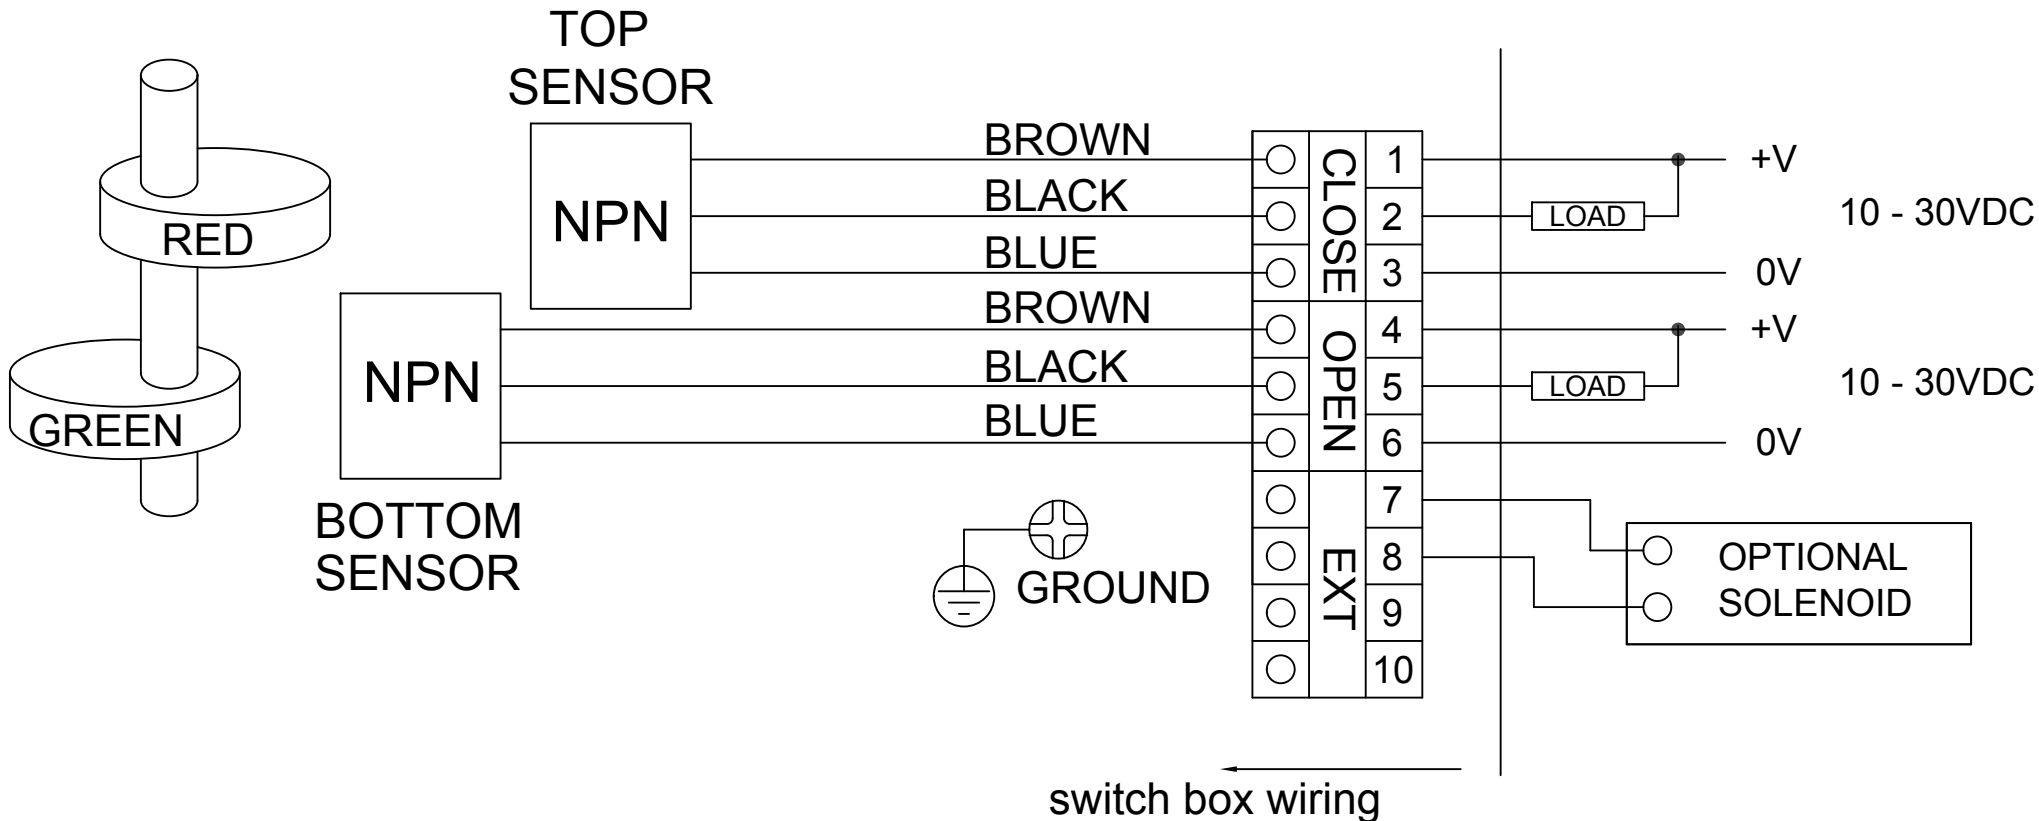 TOP
SENSOR
NPN
RED
GREEN
NPN
BOTTOM
SENSOR
BROWN
BLACK
BLUE
BROWN
BLACK
BLUE
GROUND
CLOSE
OPEN
EXT
1
2
3
4
5
6
7
8
9
10
+V
LOAD
10 - 30VDC
0V
+V
LOAD
10 - 30VDC
0V
OPTIONAL
SOLENOID
switch box wiring